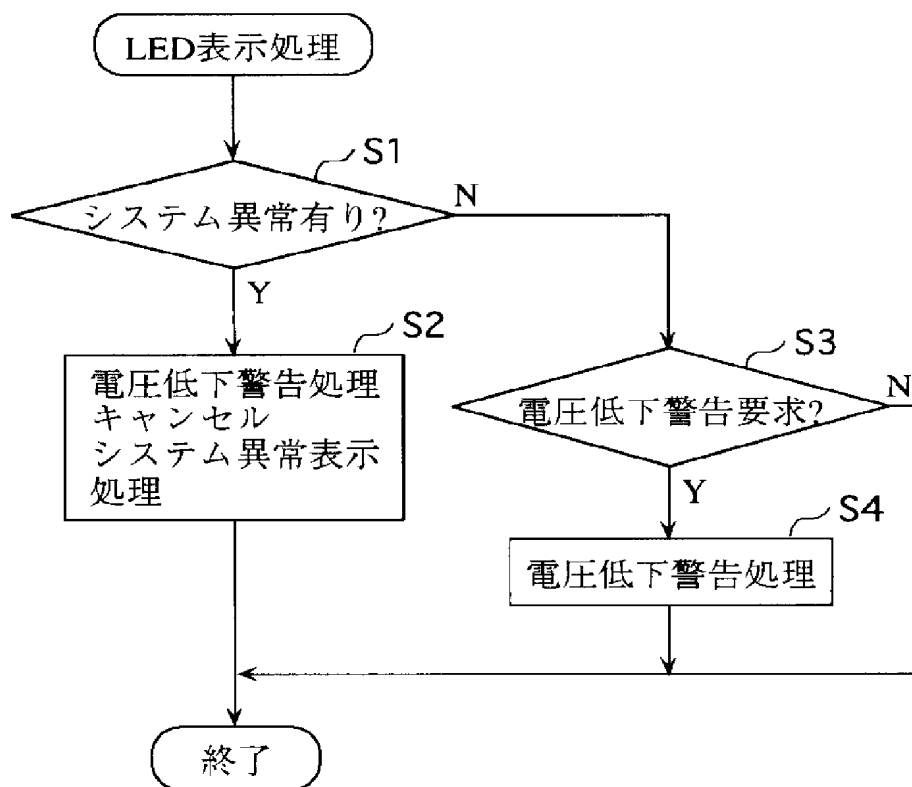 LED表示処理
S1
システム異常有り?
N
Y
S2
電圧低下警告処理
キャンセル
システム異常表示
処理
S3
電圧低下警告要求?
N
Y
S4
電圧低下警告処理
終了